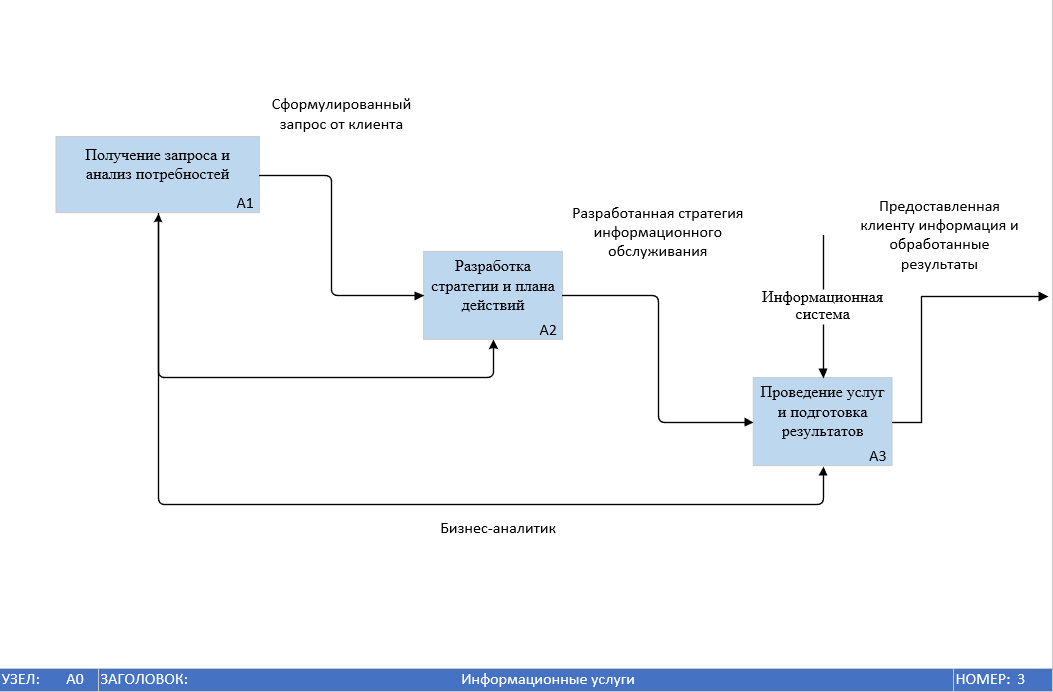 Сформулированный
запрос от клиента
Получение запроса и
анализ потребностей
A1
Разработанная стратегия
информационного
обслуживания
Предоставленная
клиенту информация и
обработанные
результаты
Разработка
стратегии и плана
действий
A2
Информационная
система
Проведение услуг
и подготовка
результатов
A3
Бизнес-аналитик
УЗЕЛ: A0 ЗАГОЛОВОК: Информационные услуги НОМЕР: 3